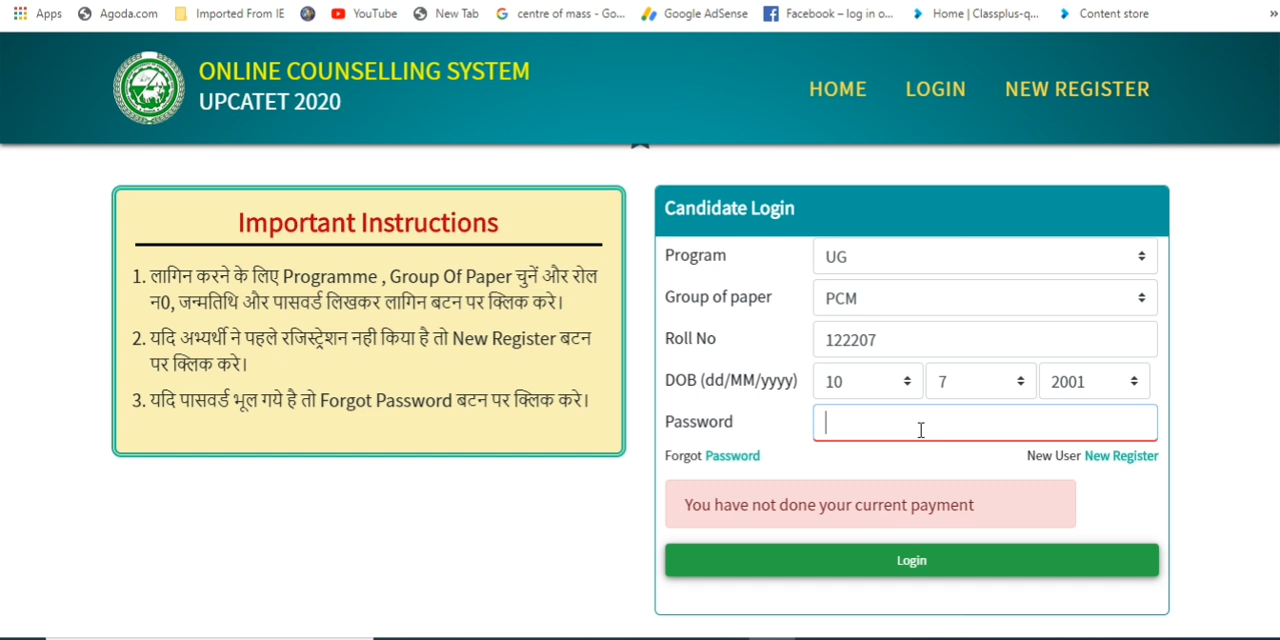 Apps Agoda.com Imported From IE YouTube New Tab centre of mass - Go... Google AdSense Facebook – log in o... Home | Classplus-q... Content store »
ONLINE COUNSELLING SYSTEM
UPCATET 2020
HOME LOGIN NEW REGISTER
Important Instructions
1. लागिन करने के लिए Programme , Group Of Paper चुनें और रोल
न0, जन्मतिथि और पासवर्ड लिखकर लागिन बटन पर क्लिक करे।
2. यदि अभ्यर्थी ने पहले रजिस्ट्रेशन नही किया है तो New Register बटन
पर क्लिक करे।
3. यदि पासवर्ड भूल गये है तो Forgot Password बटन पर क्लिक करे।
Candidate Login
Program UG
Group of paper PCM
Roll No 122207
DOB (dd/MM/yyyy) 10 7 2001
Password
Forgot Password New User New Register
You have not done your current payment
Login